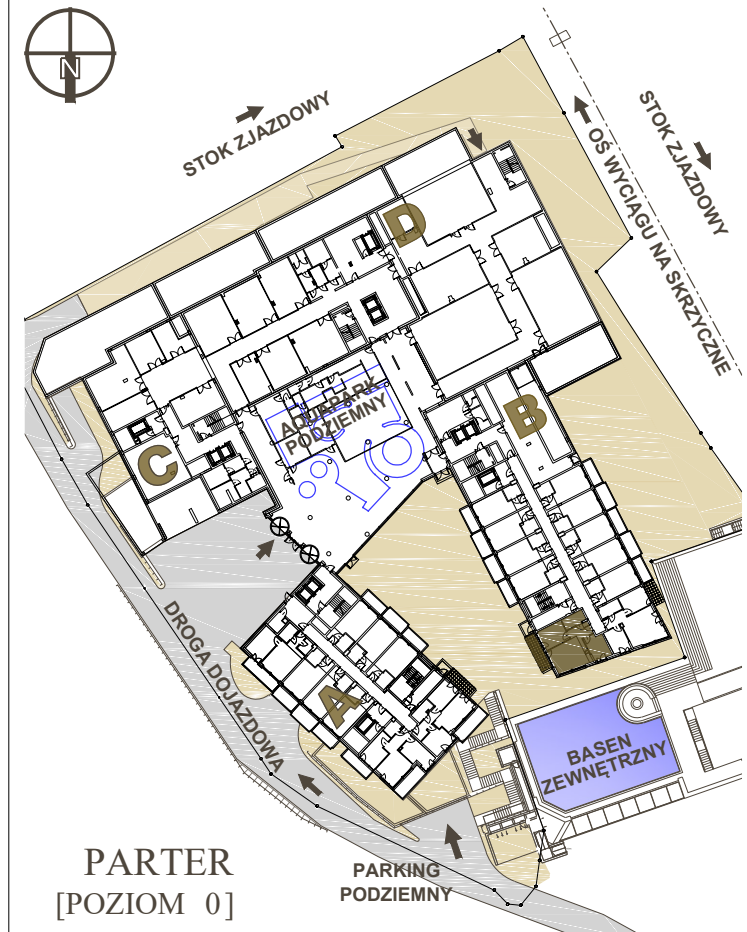 N
STOK ZJAZDOWY
STOK ZJAZDOWY
OŚ WYCIĄGU NA SKRZYCZNE
D
AQUAPARK
PODZIEMNY
B
C
A
DROGA DOJAZDOWA
BASEN
ZEWNĘTRZNY
PARKING
PODZIEMNY
PARTER
[POZIOM 0]